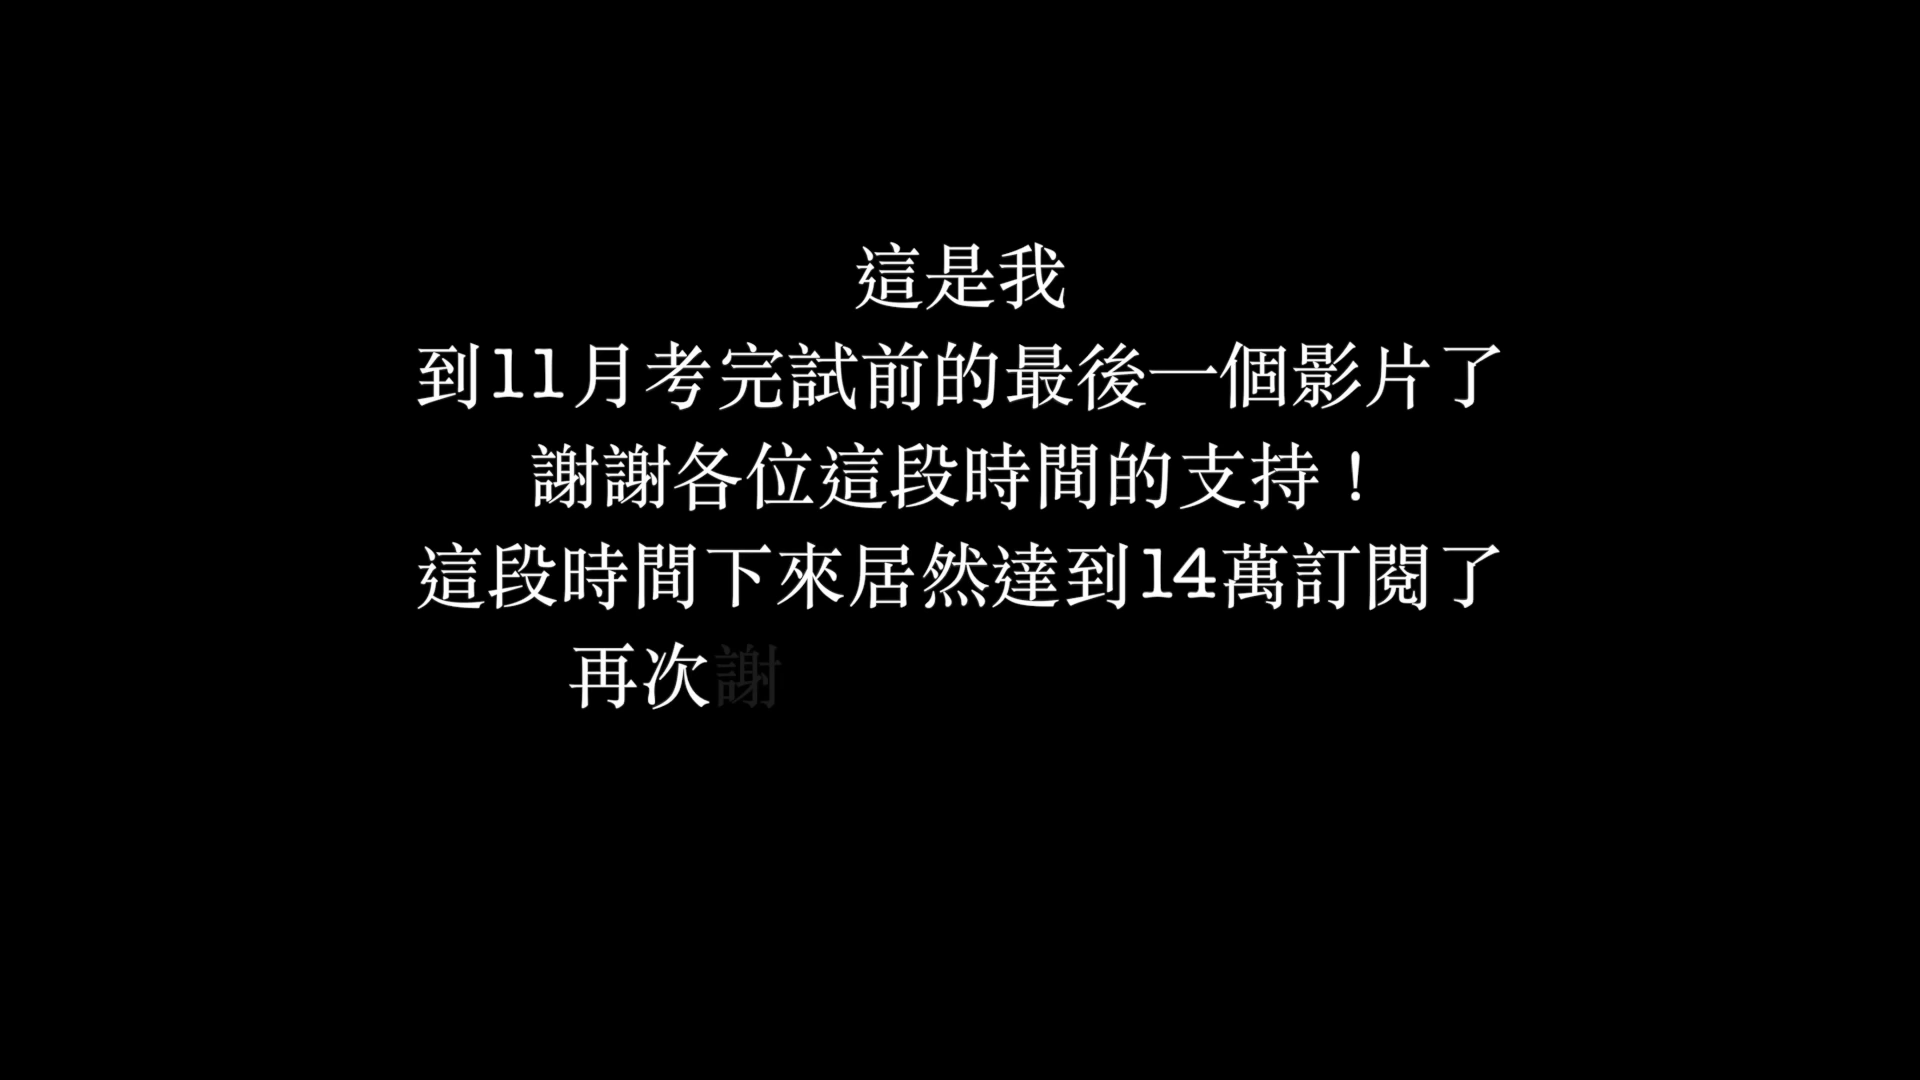 這是我
到11月考完試前的最後一個影片了
謝謝各位這段時間的支持！
這段時間下來居然達到14萬訂閱了
再次謝